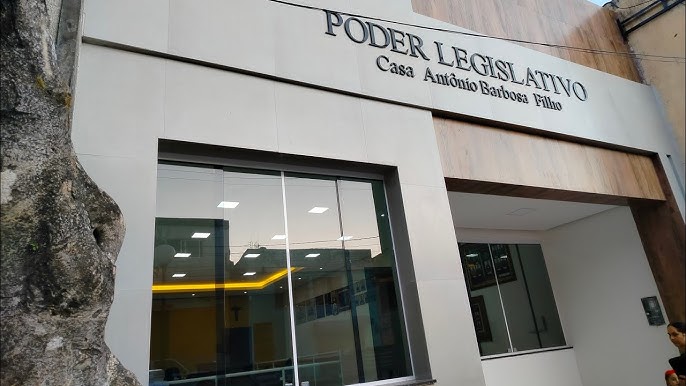 PODER LEGISLATIVO
Casa Antônio Barbosa Filho